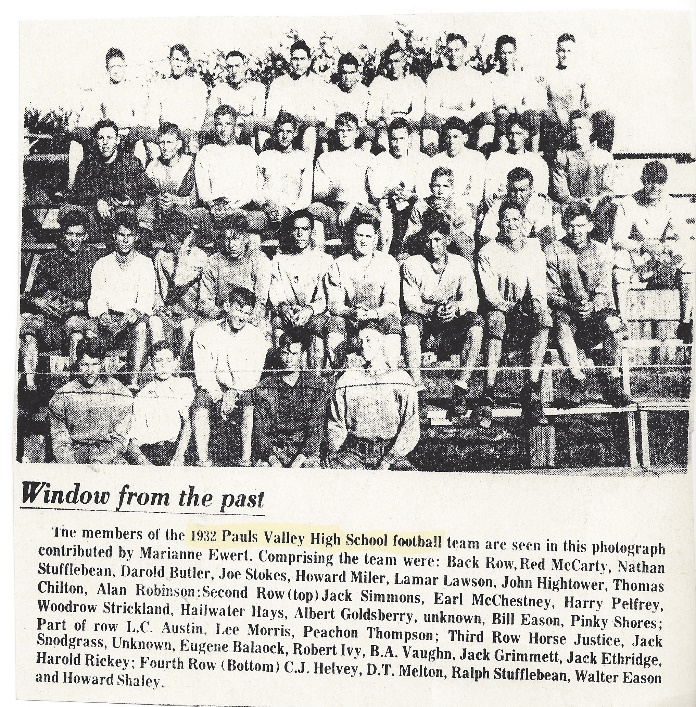 Window from the past
The members of the 1932 Pauls Valley High School football team are seen in this photograph
contributed by Marianne Ewert. Comprising the team were: Back Row,Red McCarty, Nathan
Stufflebean, Darold Butler, Joe Stokes, Howard Miler, Lamar Lawson, John Hightower, Thomas
Chilton, Alan Robinson:Second Row(top)Jack Simmons, Earl McChestney, Harry Pelfrey,
Woodrow Strickland, Hailwater Hays, Albert Goldsberry, unknown, Bill Eason, Pinky Shores;
Part of row L.C. Austin, Lee Morris, Peachon Thompson; Third Row Horse Justice, Jack
Snodgrass, Unknown, Eugene Balaock, Robert Ivy, B.A. Vaughn, Jack Grimmett, Jack Ethridge,
Harold Rickey; Fourth Row (Bottom) C.J. Helvey, D.T. Melton, Ralph Stufflebean, Walter Eason
and Howard Shaley.